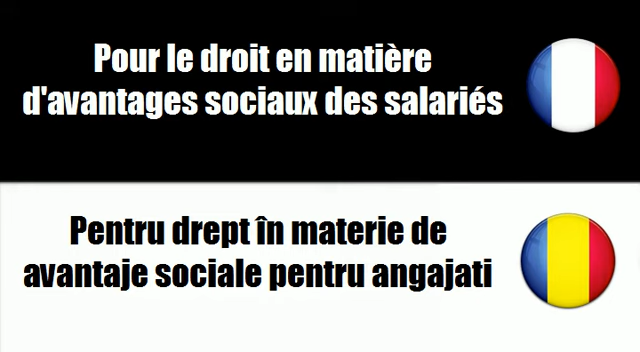 Pour le droit en matière
d'avantages sociaux des salariés
Pentru drept în materie de
avantaje sociale pentru angajati